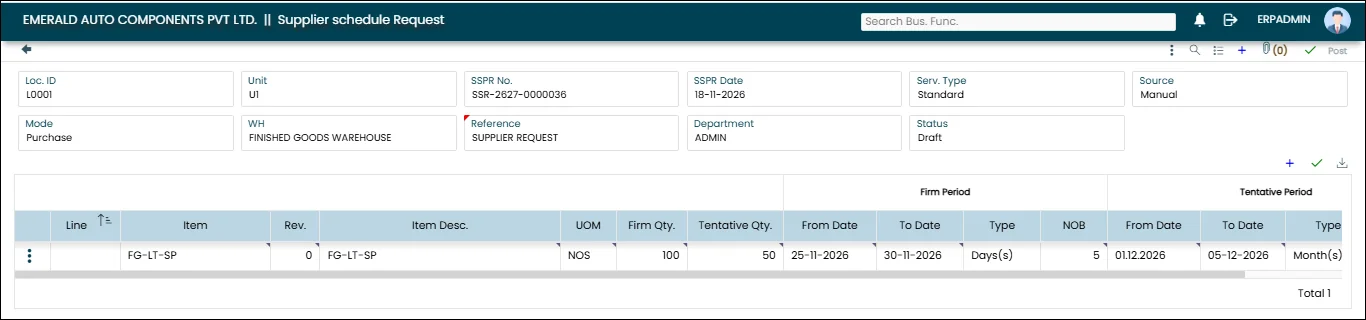 EMERALD AUTO COMPONENTS PVT LTD. || Supplier schedule Request
Search Bus. Func.
ERPADMIN
(0)
Post
Loc. ID
L0001
Unit
U1
SSPR No.
SSR-2627-0000036
SSPR Date
18-11-2026
Serv. Type
Standard
Source
Manual
Mode
Purchase
WH
FINISHED GOODS WAREHOUSE
Reference
SUPPLIER REQUEST
Department
ADMIN
Status
Draft
Firm Period Tentative Period
Line Item Rev. Item Desc. UOM Firm Qty. Tentative Qty. From Date To Date Type NOB From Date To Date Type
FG-LT-SP 0 FG-LT-SP NOS 100 50 25-11-2026 30-11-2026 Days(s) 5 01.12.2026 05-12-2026 Month(s)
Total 1